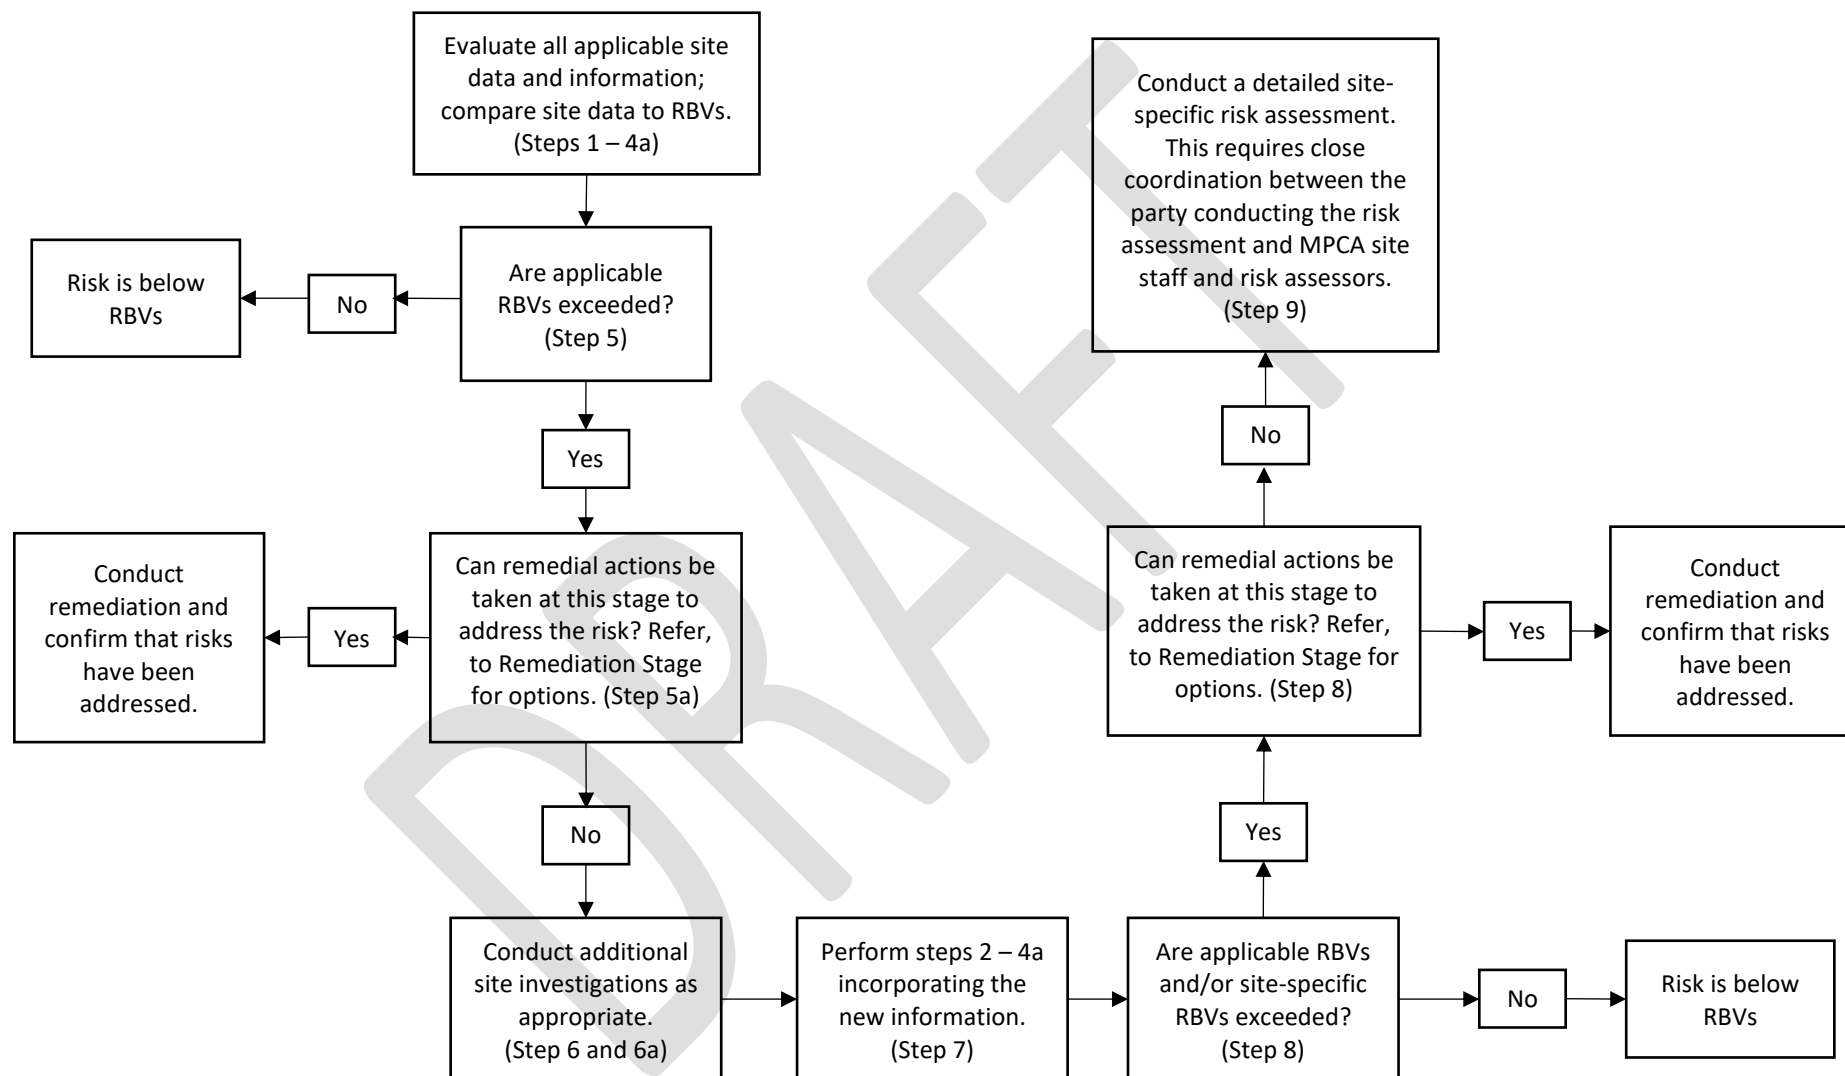 Evaluate all applicable site
data and information;
compare site data to RBVs.
(Steps 1 – 4a)
Are applicable
RBVs exceeded?
(Step 5)
No
Risk is below
RBVs
Yes
Can remedial actions be
taken at this stage to
address the risk? Refer,
to Remediation Stage
for options. (Step 5a)
Yes
Conduct
remediation and
confirm that risks
have been
addressed.
No
Conduct additional
site investigations as
appropriate.
(Step 6 and 6a)
Perform steps 2 – 4a
incorporating the
new information.
(Step 7)
Are applicable RBVs
and/or site-specific
RBVs exceeded?
(Step 8)
No
Risk is below
RBVs
Yes
Can remedial actions be
taken at this stage to
address the risk? Refer,
to Remediation Stage for
options. (Step 8)
Yes
Conduct
remediation and
confirm that risks
have been
addressed.
No
Conduct a detailed site-
specific risk assessment.
This requires close
coordination between the
party conducting the risk
assessment and MPCA site
staff and risk assessors.
(Step 9)
DRAFT